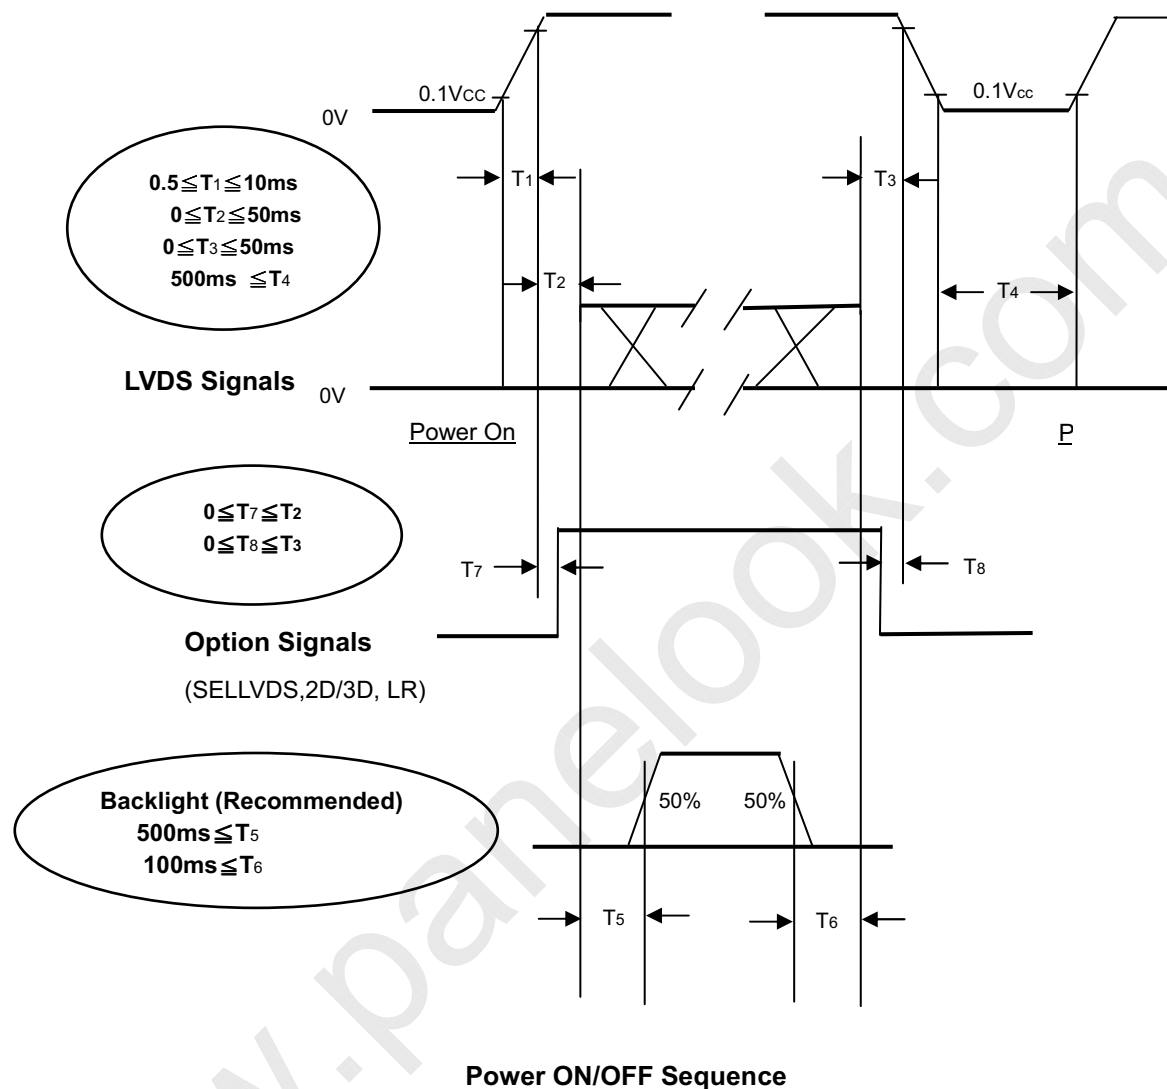 0.1VCC
0.1Vcc
0V
0.5≦T1≦10ms
0≦T2≦50ms
0≦T3≦50ms
500ms ≦T4
T1
T3
T2
T4
LVDS Signals
0V
Power On
P
0≦T7≦T2
0≦T8≦T3
T7
T8
Option Signals
(SELLVDS,2D/3D, LR)
Backlight (Recommended)
500ms≦T5
100ms≦T6
50%
50%
T5
T6
Power ON/OFF Sequence
w.panelook.com